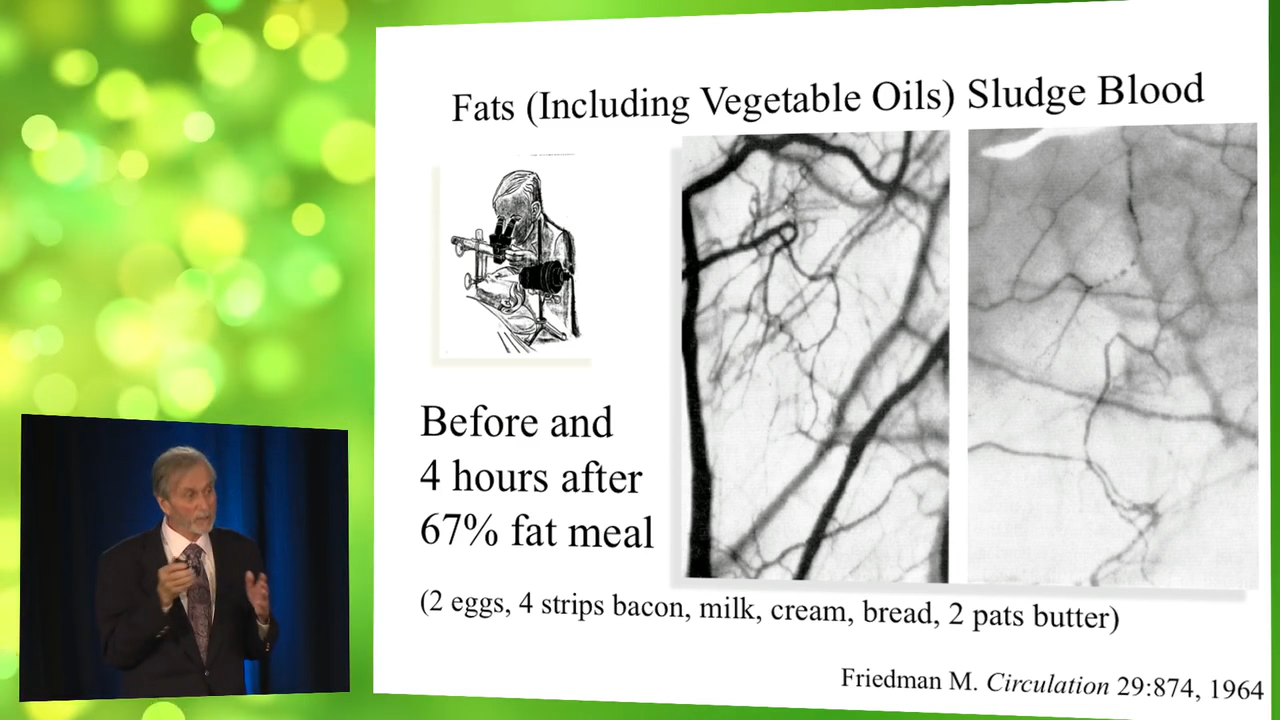 Fats (Including Vegetable Oils) Sludge Blood
Before and
4 hours after
67% fat meal
(2 eggs, 4 strips bacon, milk, cream, bread, 2 pats butter)
Friedman M. Circulation 29:874, 1964